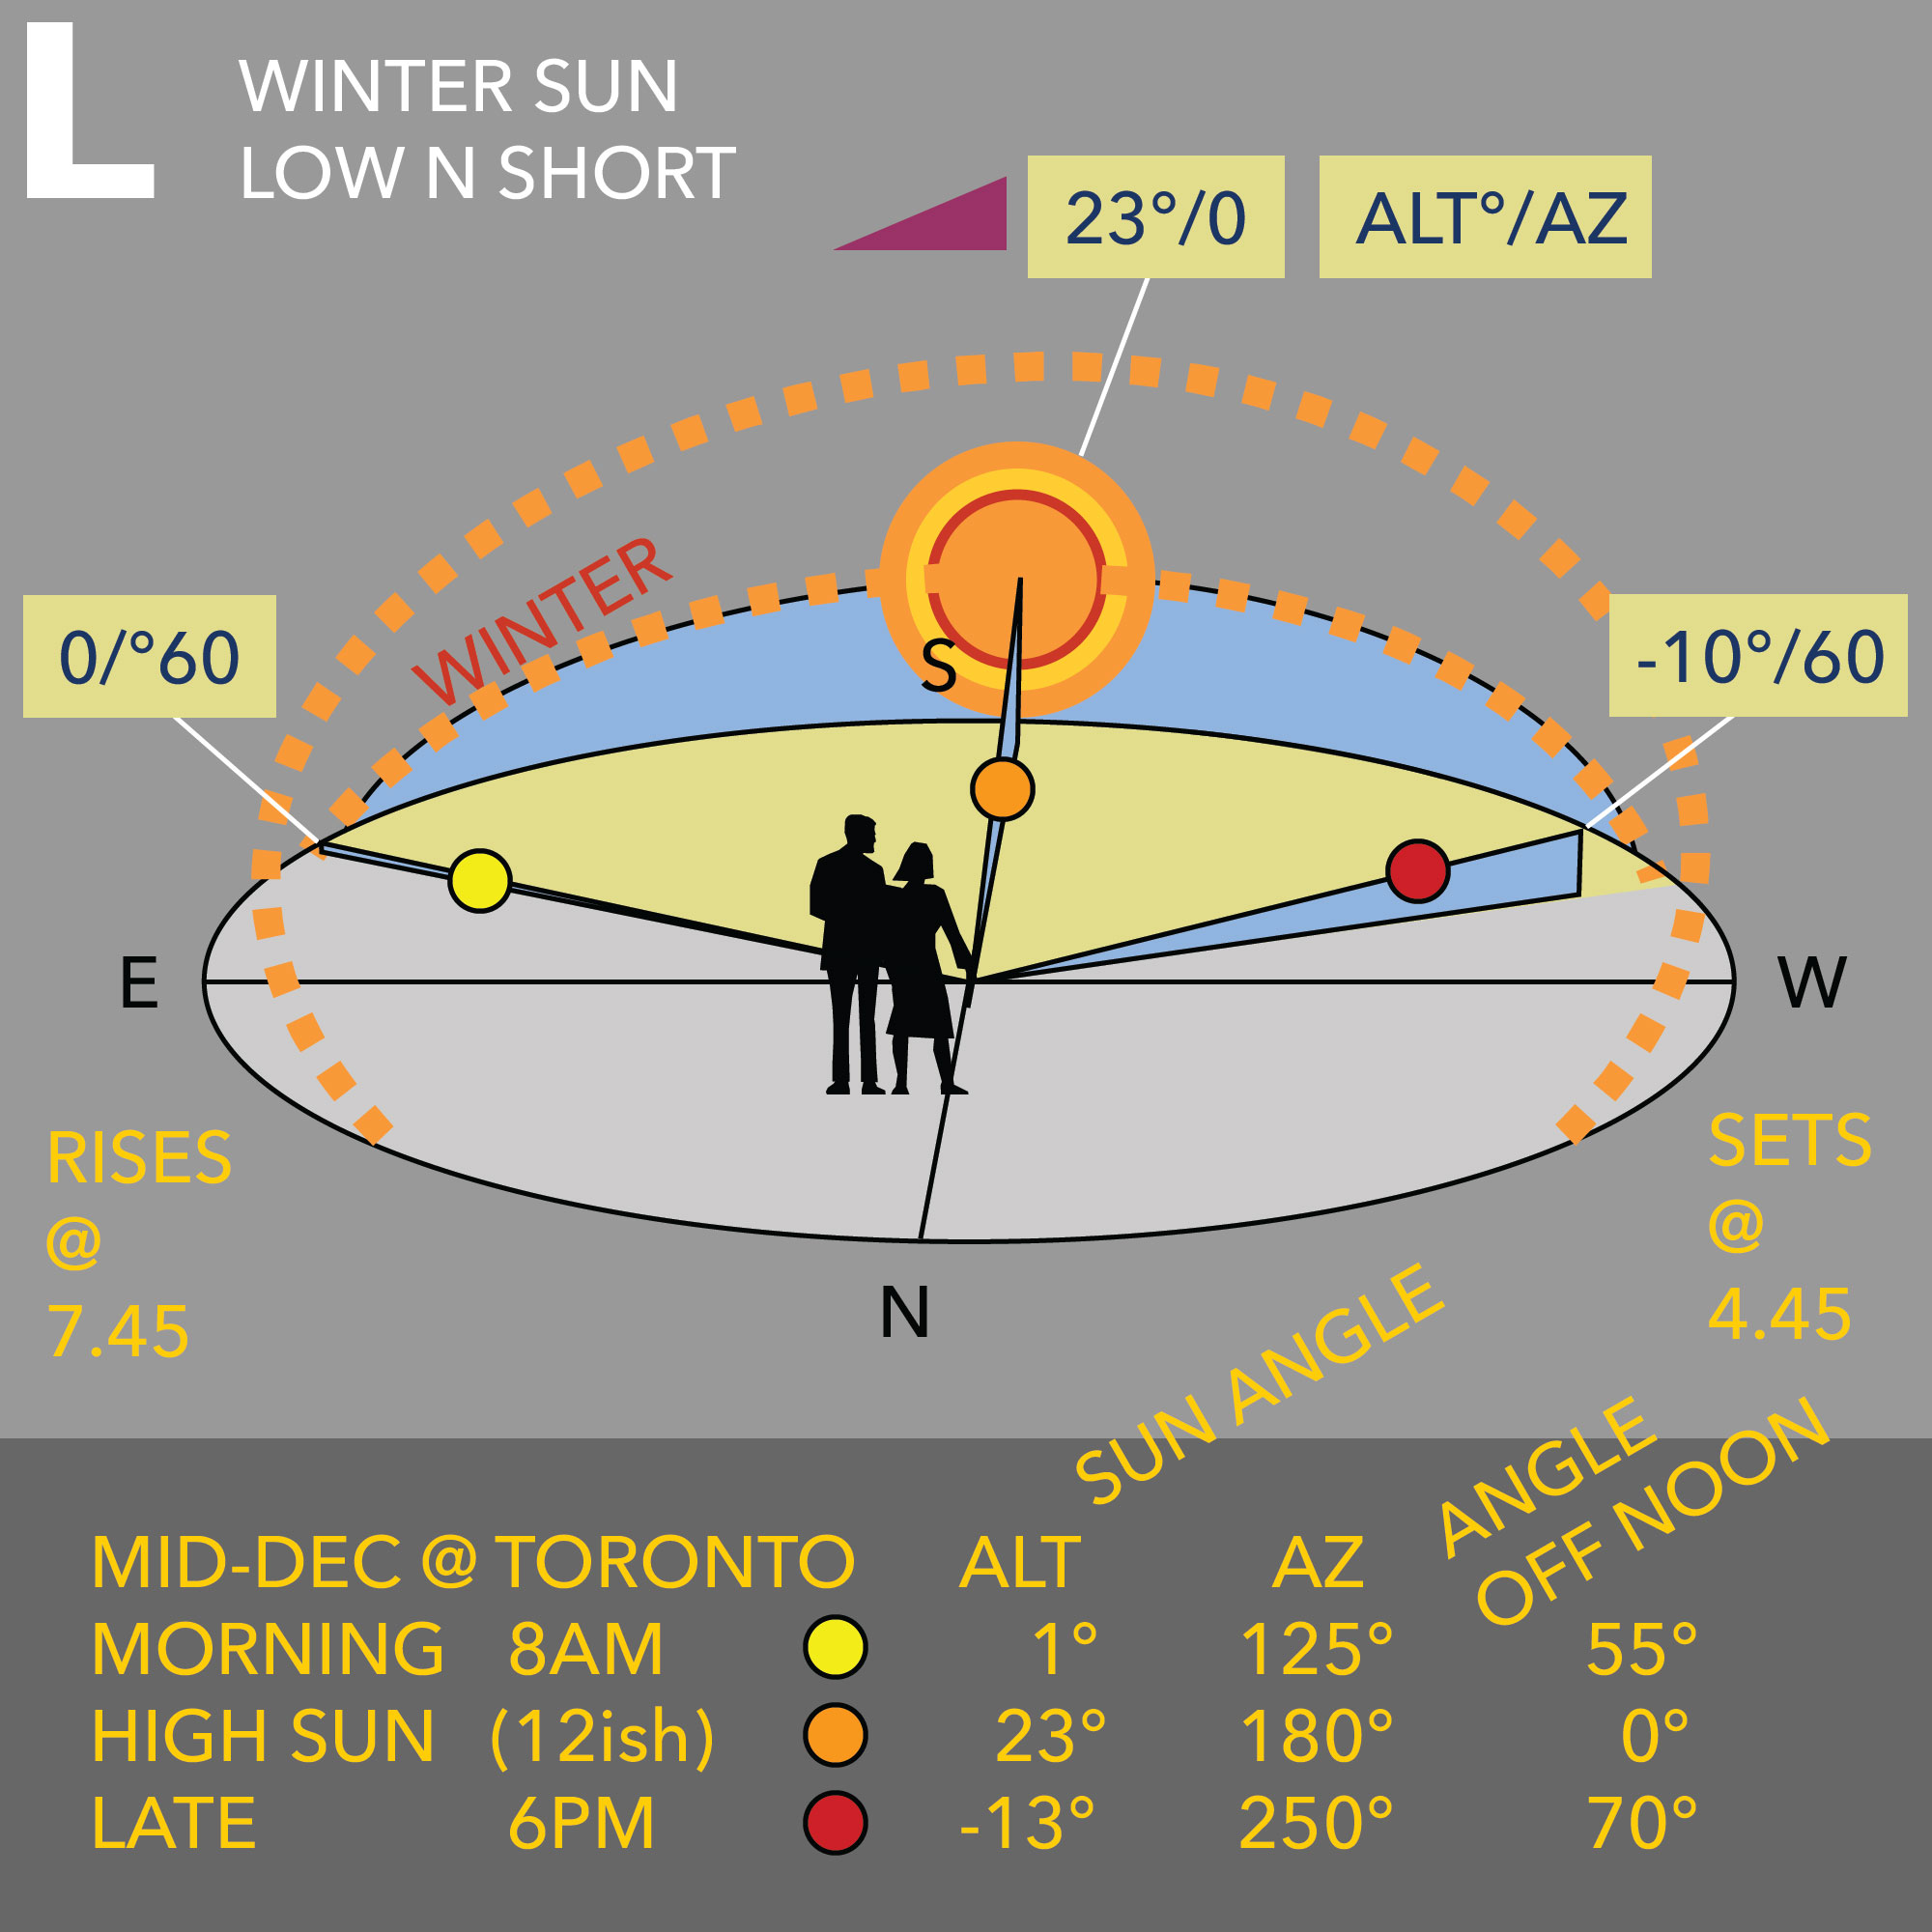 L
WINTER SUN
LOW N SHORT
23°/0
ALT°/AZ
WINTER
0/°60
-10°/60
S
E
W
N
RISES
@
7.45
SETS
@
4.45
SUN ANGLE
ANGLE
OFF NOON
MID-DEC @ TORONTO ALT AZ
MORNING 8AM 1° 125° 55°
HIGH SUN (12ish) 23° 180° 0°
LATE 6PM -13° 250° 70°